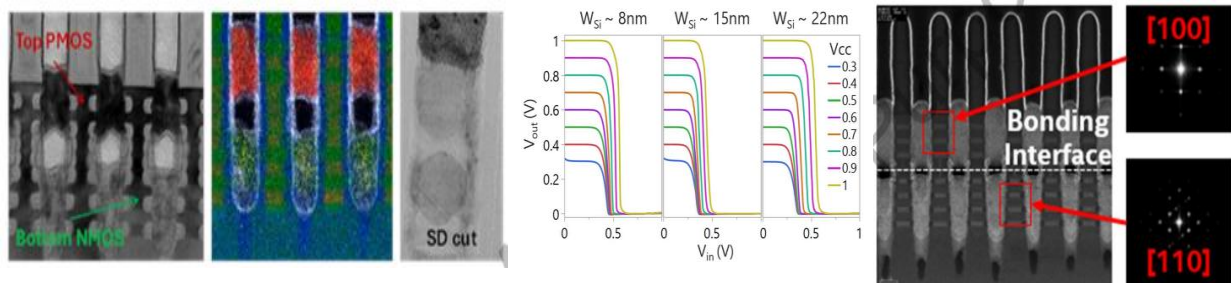 Top PMOS
Bottom NMOS
SD cut
W_Si ~ 8nm
W_Si ~ 15nm
W_Si ~ 22nm
1
0.8
0.6
0.4
0.2
0
V_out (V)
Vcc
0.3
0.4
0.5
0.6
0.7
0.8
0.9
1
0
0.5
0
0.5
0
0.5
1
V_in (V)
Bonding
Interface
[100]
[110]